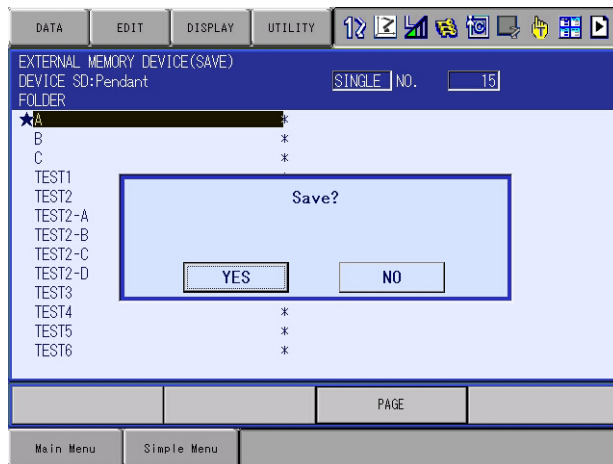 DATA EDIT DISPLAY UTILITY
EXTERNAL MEMORY DEVICE(SAVE)
DEVICE SD:Pendant SINGLE NO. 15
FOLDER
★A *
B *
C *
TEST1
TEST2
TEST2-A
TEST2-B
TEST2-C
TEST2-D
TEST3
TEST4 *
TEST5 *
TEST6 *
Save?
YES NO
PAGE
Main Menu Simple Menu